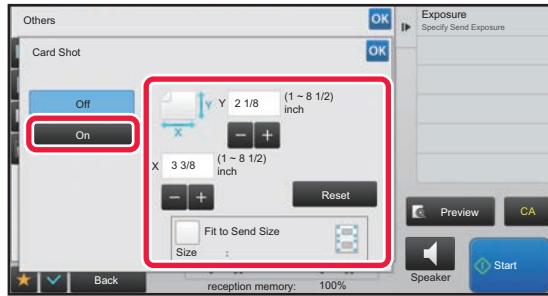 Others
OK
Exposure
Specify Send Exposure
Card Shot
OK
Off
On
Y
X
Y 2 1/8 (1 ~ 8 1/2)
inch
- +
X 3 3/8 (1 ~ 8 1/2)
inch
- +
Reset
Fit to Send Size
Size :
Preview
CA
Back
reception memory: 100%
Speaker
Start